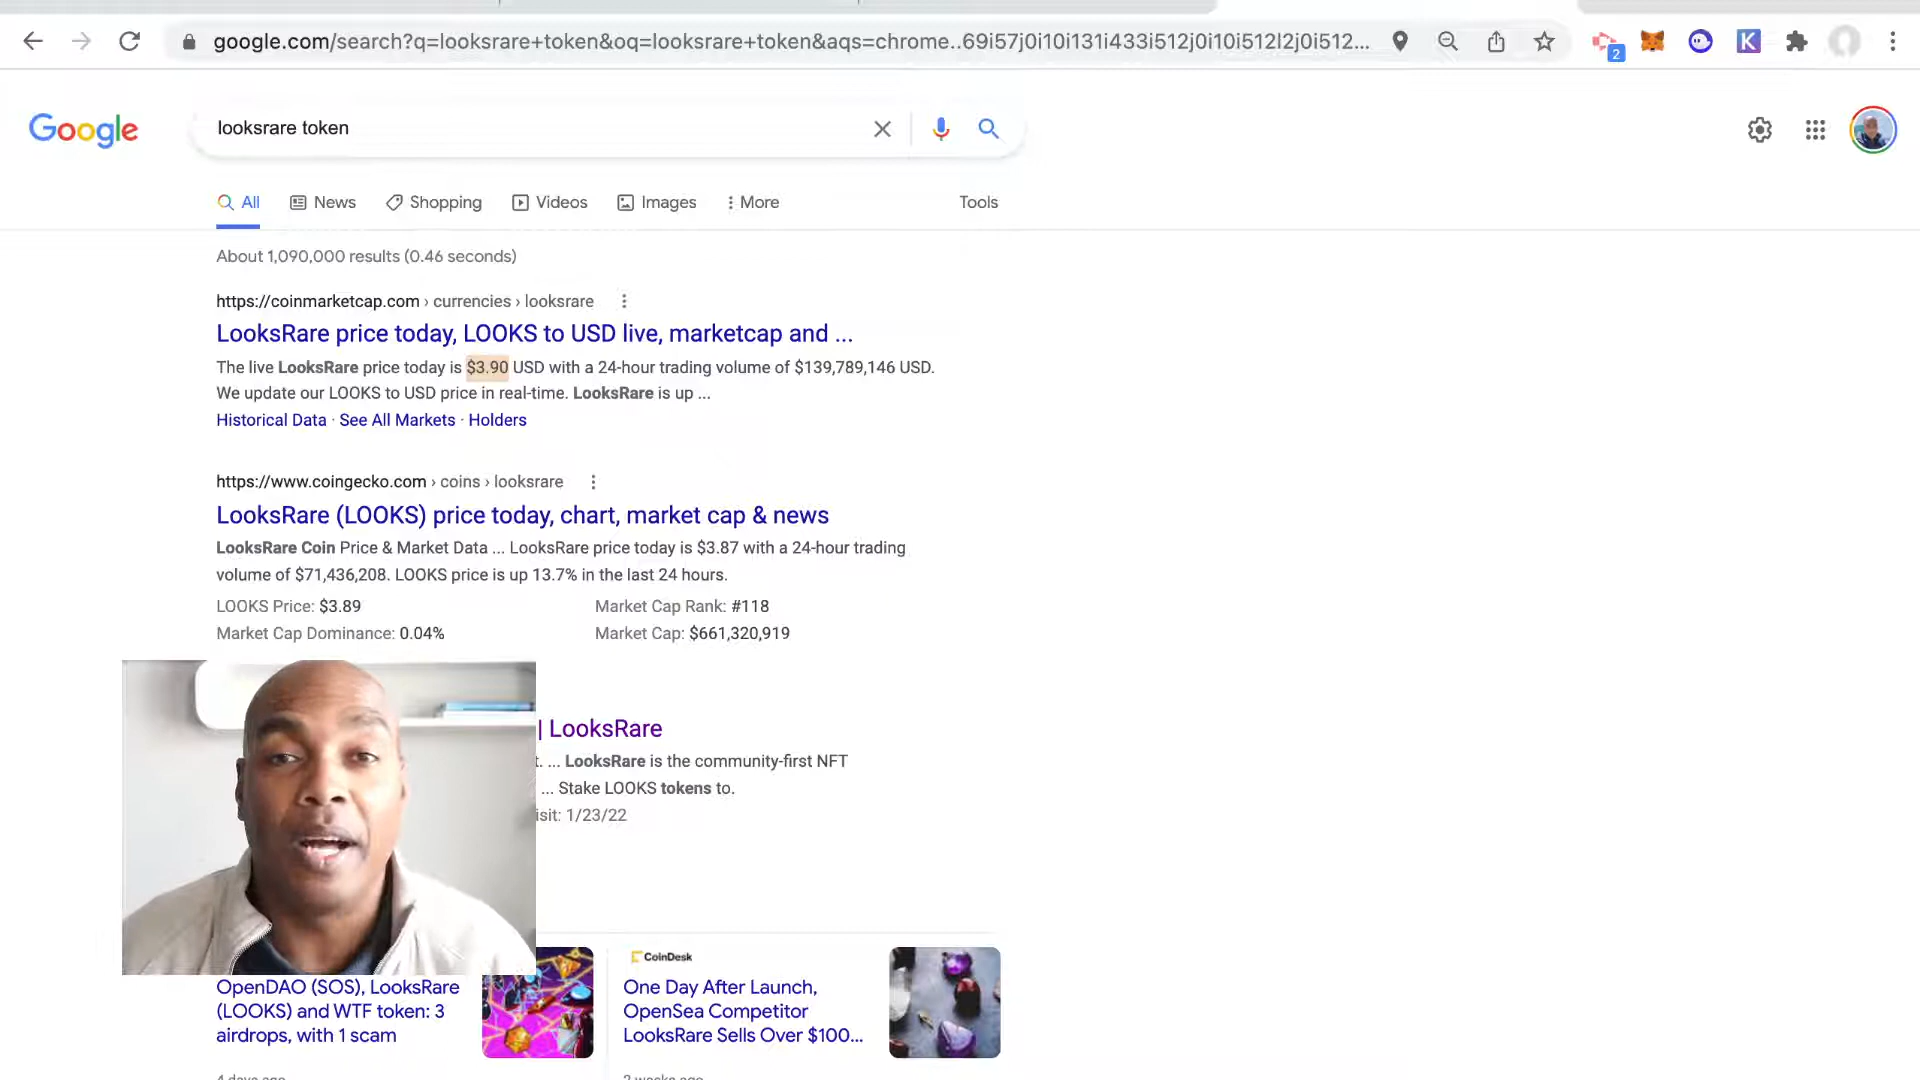 google.com/search?q=looksrare+token&oq=looksrare+token&aqs=chrome..69i57j0i10i131i433i512j0i10i512l2j0i512...
2
K
Google
looksrare token
All
News
Shopping
Videos
Images
More
Tools
About 1,090,000 results (0.46 seconds)
https://coinmarketcap.com › currencies › looksrare
LooksRare price today, LOOKS to USD live, marketcap and ...
The live LooksRare price today is $3.90 USD with a 24-hour trading volume of $139,789,146 USD.
We update our LOOKS to USD price in real-time. LooksRare is up ...
Historical Data · See All Markets · Holders
https://www.coingecko.com › coins › looksrare
LooksRare (LOOKS) price today, chart, market cap & news
LooksRare Coin Price & Market Data ... LooksRare price today is $3.87 with a 24-hour trading
volume of $71,436,208. LOOKS price is up 13.7% in the last 24 hours.
LOOKS Price: $3.89
Market Cap Rank: #118
Market Cap Dominance: 0.04%
Market Cap: $661,320,919
| LooksRare
t. ... LooksRare is the community-first NFT
... Stake LOOKS tokens to.
isit: 1/23/22
OpenDAO (SOS), LooksRare
(LOOKS) and WTF token: 3
airdrops, with 1 scam
CoinDesk
One Day After Launch,
OpenSea Competitor
LooksRare Sells Over $100...
4 days ago
2 weeks ago